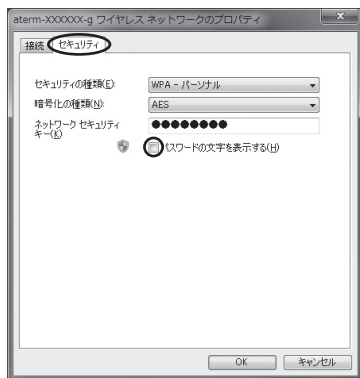 aterm-XXXXXX-g ワイヤレス ネットワークのプロパティ
接続 セキュリティ
セキュリティの種類(E): WPA - パーソナル
暗号化の種類(N): AES
ネットワーク セキュリティ キー(K) ●●●●●●●●
パスワードの文字を表示する(H)
OK キャンセル